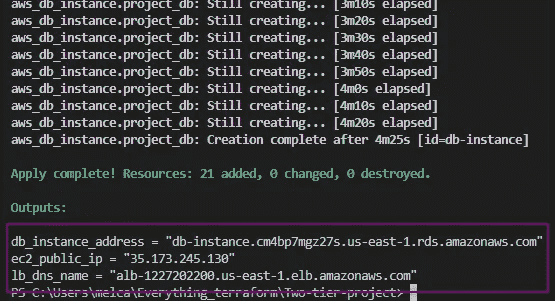 aws_db_instance.project_db: Still creating... [3m10s elapsed]
aws_db_instance.project_db: Still creating... [3m20s elapsed]
aws_db_instance.project_db: Still creating... [3m30s elapsed]
aws_db_instance.project_db: Still creating... [3m40s elapsed]
aws_db_instance.project_db: Still creating... [3m50s elapsed]
aws_db_instance.project_db: Still creating... [4m0s elapsed]
aws_db_instance.project_db: Still creating... [4m10s elapsed]
aws_db_instance.project_db: Still creating... [4m20s elapsed]
aws_db_instance.project_db: Creation complete after 4m25s [id=db-instance]
Apply complete! Resources: 21 added, 0 changed, 0 destroyed.
Outputs:
db_instance_address = "db-instance.cm4bp7mgz27s.us-east-1.rds.amazonaws.com"
ec2_public_ip = "35.173.245.130"
lb_dns_name = "alb-1227202200.us-east-1.elb.amazonaws.com"
PS C:\Users\melca\Everything_terraform\Two-tier-project>